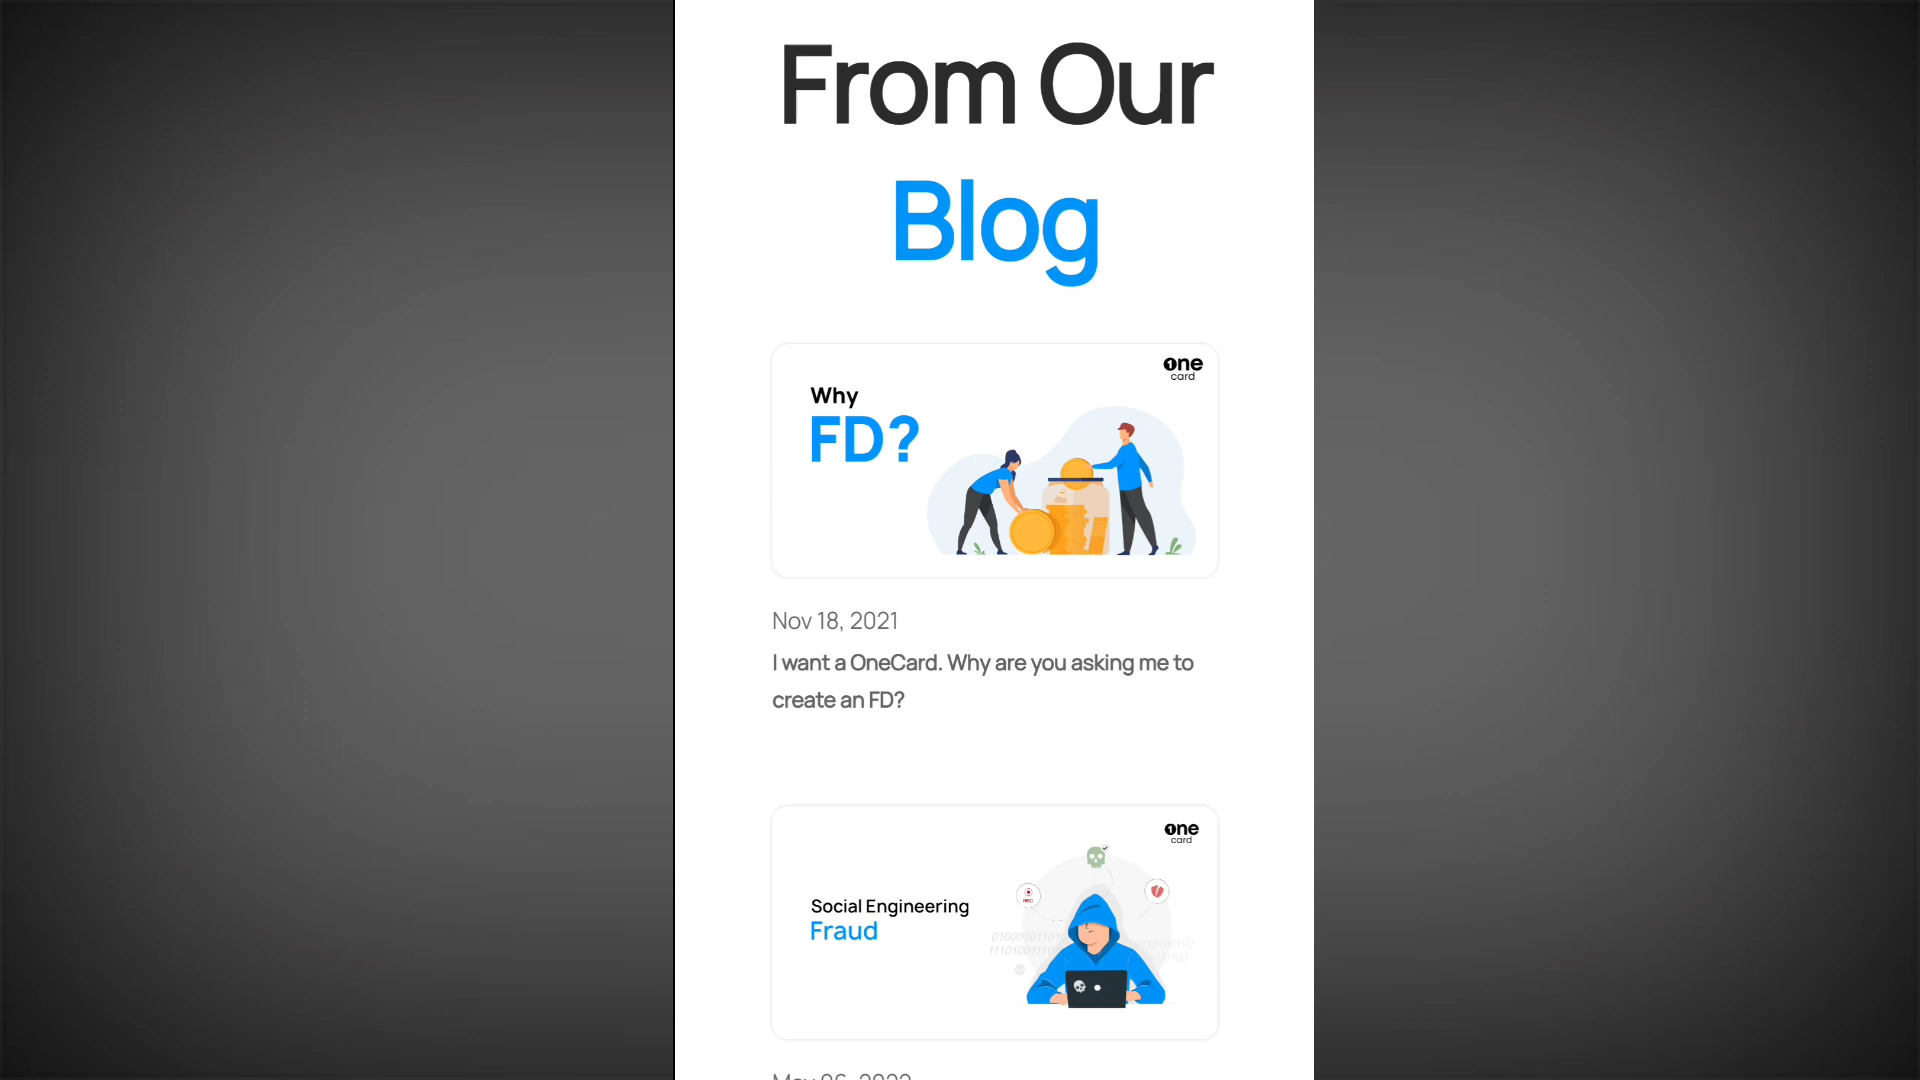 From Our
Blog
one
card
Why
FD?
Nov 18, 2021
I want a OneCard. Why are you asking me to
create an FD?
one
card
REC
Social Engineering
Fraud